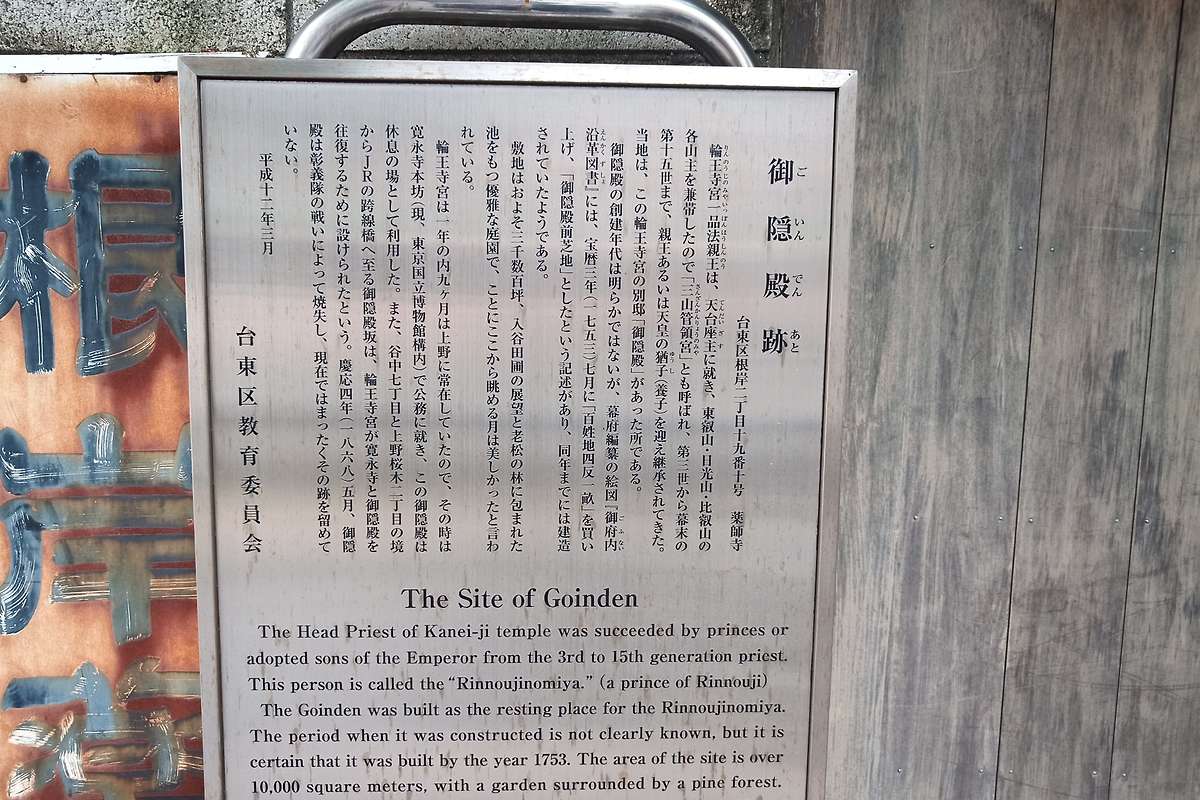 御隠殿跡
ご いん でん あと
台東区根岸二丁目十九番十号 薬師寺
輪王寺宮一品法親王は、天台座主に就き、東叡山・日光山・比叡山の
各山主を兼帯したので「三山管領宮」とも呼ばれ、第三世から幕末の
第十五世まで、親王あるいは天皇の猶子(養子)を迎え継承されてきた。
当地は、この輪王寺宮の別邸「御隠殿」があった所である。
御隠殿の創建年代は明らかではないが、幕府編纂の絵図『御府内
沿革図書』には、宝暦三年(一七五三)七月に「百姓地四反一畝」を買い
上げ、「御隠殿前芝地」としたという記述があり、同年までには建造
されていたようである。
敷地はおよそ三千数百坪、入谷田圃の展望と老松の林に包まれた
池をもつ優雅な庭園で、ことにここから眺める月は美しかったと言わ
れている。
輪王寺宮は一年の内九ヶ月は上野に常在していたので、その時は
寛永寺本坊(現、東京国立博物館構内)で公務に就き、この御隠殿は
休息の場として利用した。また、谷中七丁目と上野桜木二丁目の境
からJRの跨線橋へ至る御隠殿坂は、輪王寺宮が寛永寺と御隠殿を
往復するために設けられたという。慶応四年(一八六八)五月、御隠
殿は彰義隊の戦いによって焼失し、現在ではまったくその跡を留めて
いない。
平成十二年三月
台東区教育委員会
The Site of Goinden
The Head Priest of Kanei-ji temple was succeeded by princes or
adopted sons of the Emperor from the 3rd to 15th generation priest.
This person is called the "Rinnoujinomiya." (a prince of Rinnouji)
The Goinden was built as the resting place for the Rinnoujinomiya.
The period when it was constructed is not clearly known, but it is
certain that it was built by the year 1753. The area of the site is over
10,000 square meters, with a garden surrounded by a pine forest.
根岸